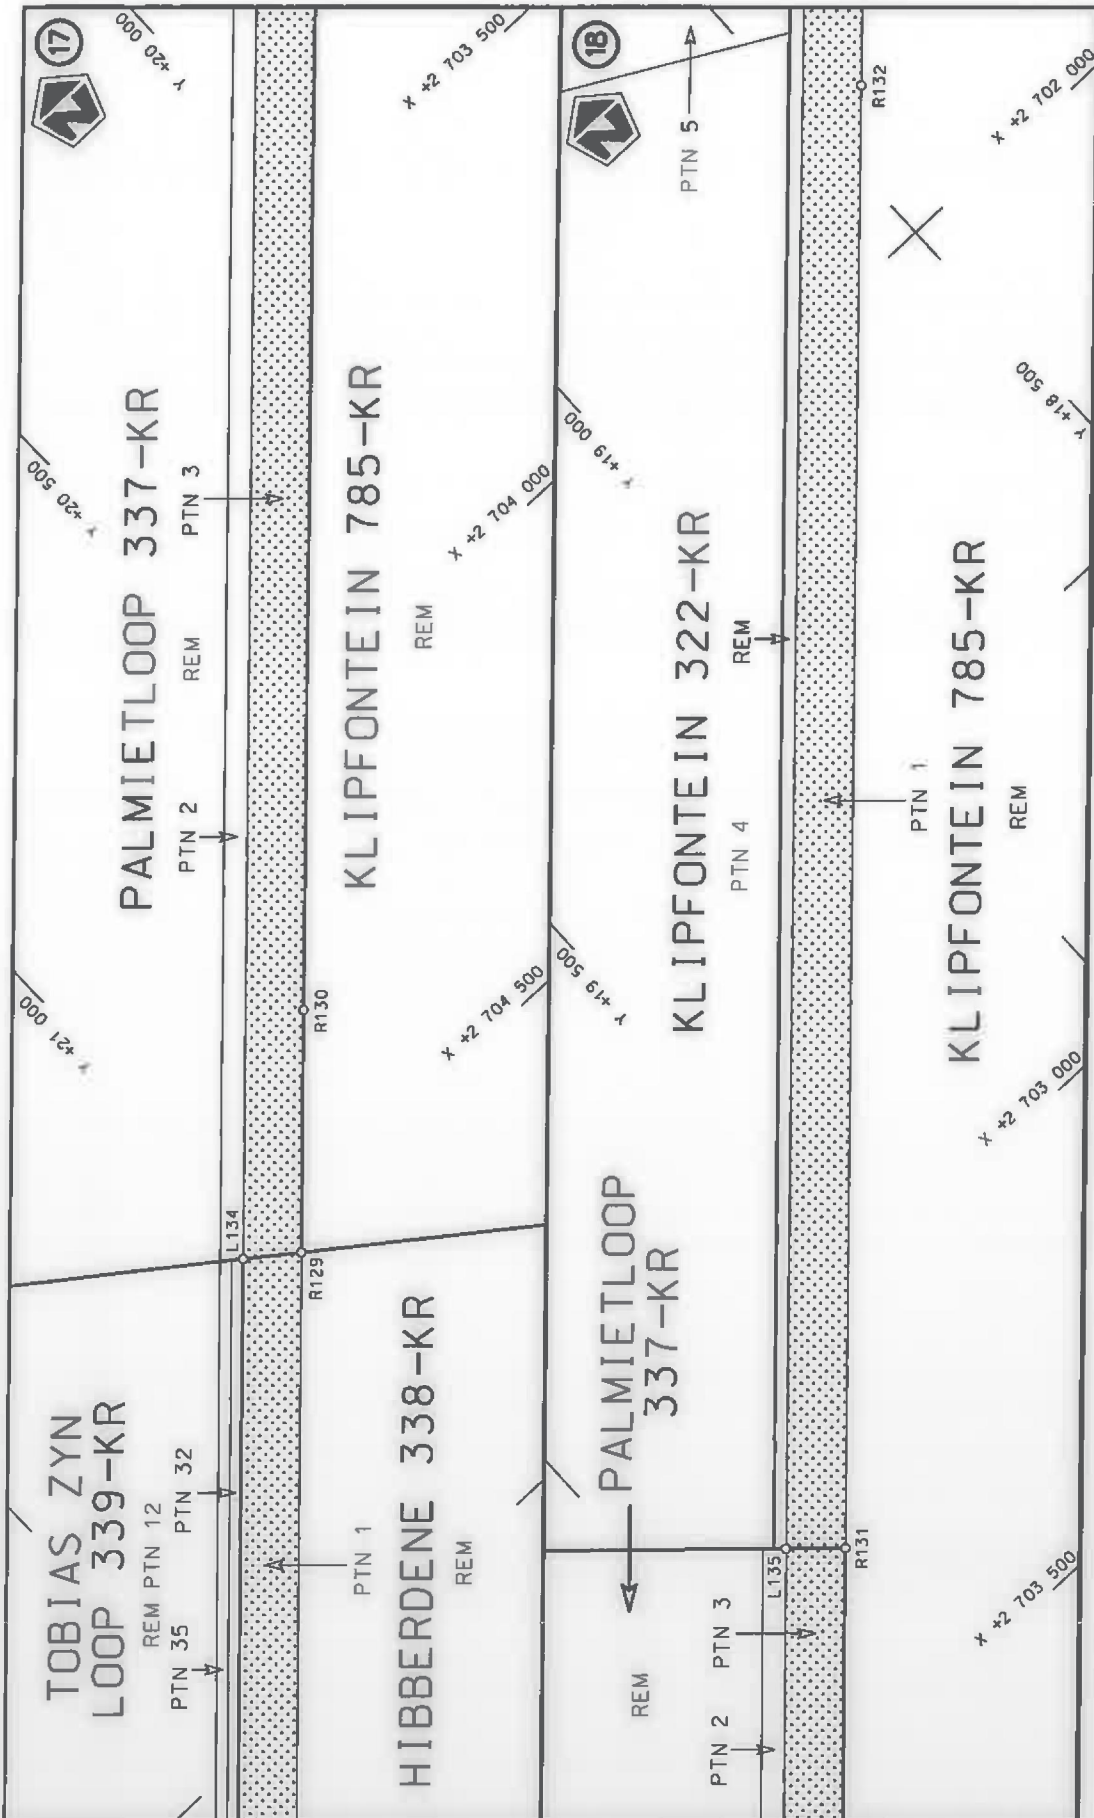 17
Y +20 000
X +2 703 500
Y +20 500
PALMIETLOOP 337-KR
PTN 2
REM
PTN 3
KLIPFONTEIN 785-KR
REM
X +2 704 000
Y +21 000
R130
X +2 704 500
L134
R129
TOBIAS ZYN
LOOP 339-KR
REM PTN 12
PTN 35
PTN 32
PTN 1
HIBBERDENE 338-KR
REM
18
PTN 5
R132
X +2 702 000
Y +19 000
Y +18 500
KLIPFONTEIN 322-KR
PTN 4
REM
PTN 1
KLIPFONTEIN 785-KR
REM
Y +19 500
X +2 703 000
PALMIETLOOP
337-KR
REM
L135
R131
PTN 2
PTN 3
X +2 703 500